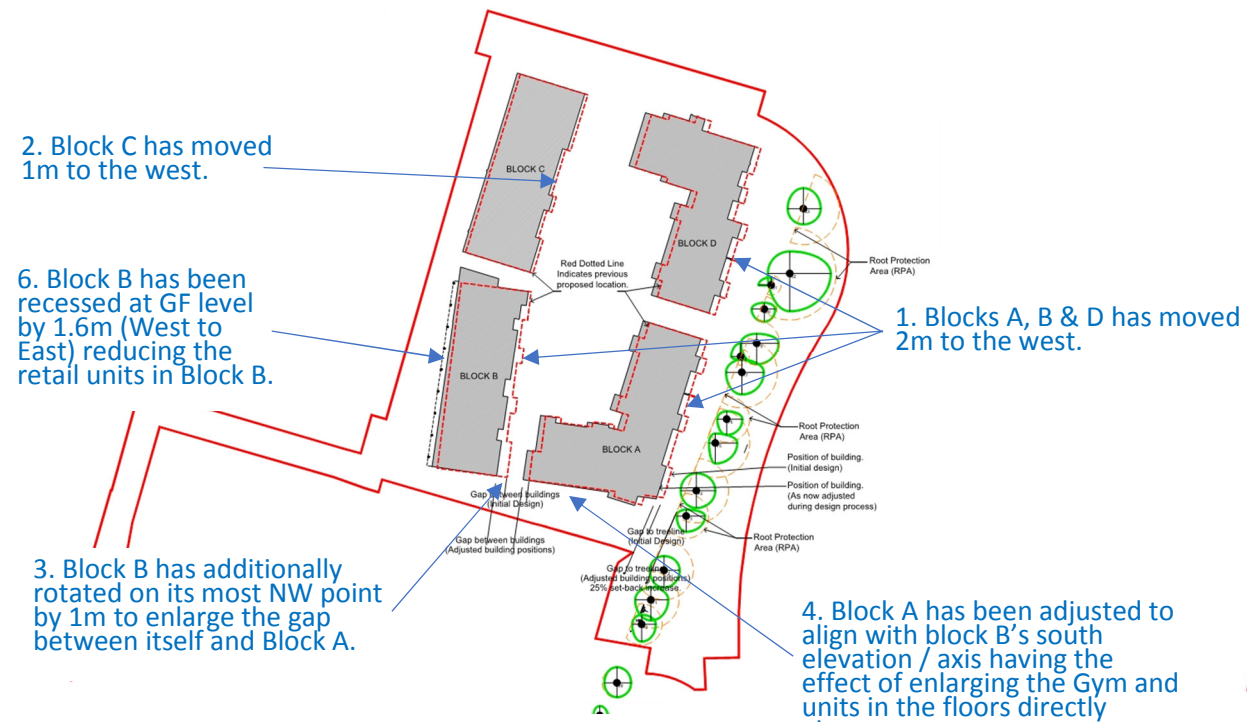 2. Block C has moved
1m to the west.
BLOCK C
BLOCK D
6. Block B has been
recessed at GF level
by 1.6m (West to
East) reducing the
retail units in Block B.
Red Dotted Line
Indicates previous
proposed location.
Root Protection
Area (RPA)
1. Blocks A, B & D has moved
2m to the west.
BLOCK B
BLOCK A
Root Protection
Area (RPA)
Position of building.
(Initial design)
Position of building.
(As now adjusted
during design process)
Gap between buildings
(Initial Design)
Gap between buildings
(Adjusted building positions)
Gap to treeline
(Initial Design)
Root Protection
Area (RPA)
Gap to treeline
(Adjusted building positions)
25% set-back increase.
3. Block B has additionally
rotated on its most NW point
by 1m to enlarge the gap
between itself and Block A.
4. Block A has been adjusted to
align with block B’s south
elevation / axis having the
effect of enlarging the Gym and
units in the floors directly